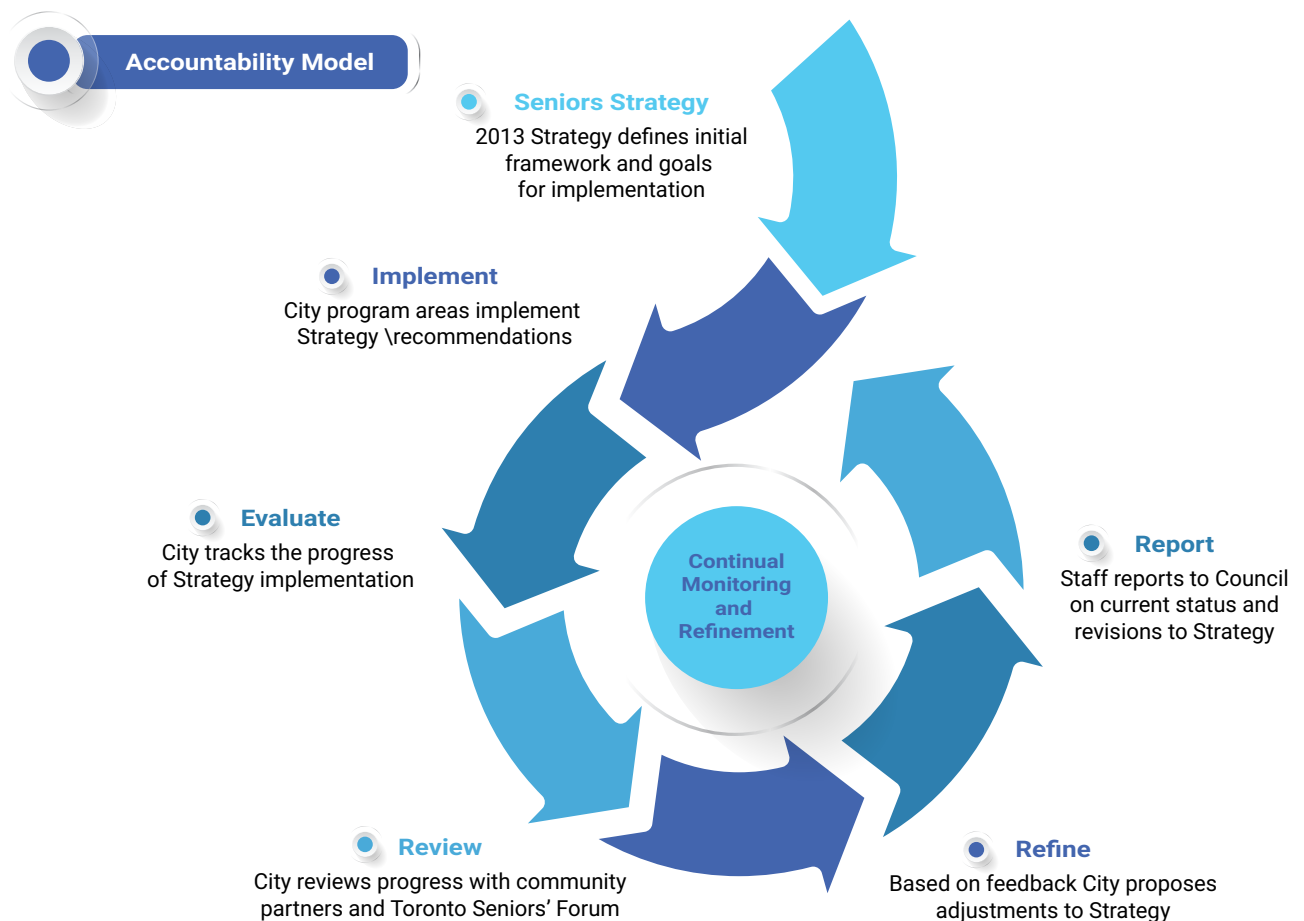 Accountability Model
Seniors Strategy
2013 Strategy defines initial
framework and goals
for implementation
Implement
City program areas implement
Strategy \recommendations
Evaluate
City tracks the progress
of Strategy implementation
Continual
Monitoring
and
Refinement
Report
Staff reports to Council
on current status and
revisions to Strategy
Review
City reviews progress with community
partners and Toronto Seniors’ Forum
Refine
Based on feedback City proposes
adjustments to Strategy